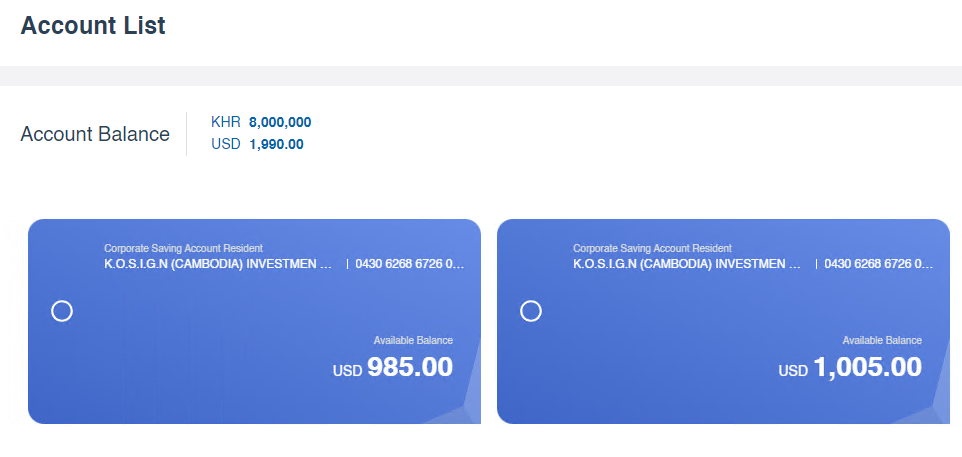 Account List
Account Balance
KHR 8,000,000
USD 1,990.00
Corporate Saving Account Resident
K.O.S.I.G.N (CAMBODIA) INVESTMEN ... | 0430 6268 6726 0...
Available Balance
USD 985.00
Corporate Saving Account Resident
K.O.S.I.G.N (CAMBODIA) INVESTMEN ... | 0430 6268 6726 0...
Available Balance
USD 1,005.00